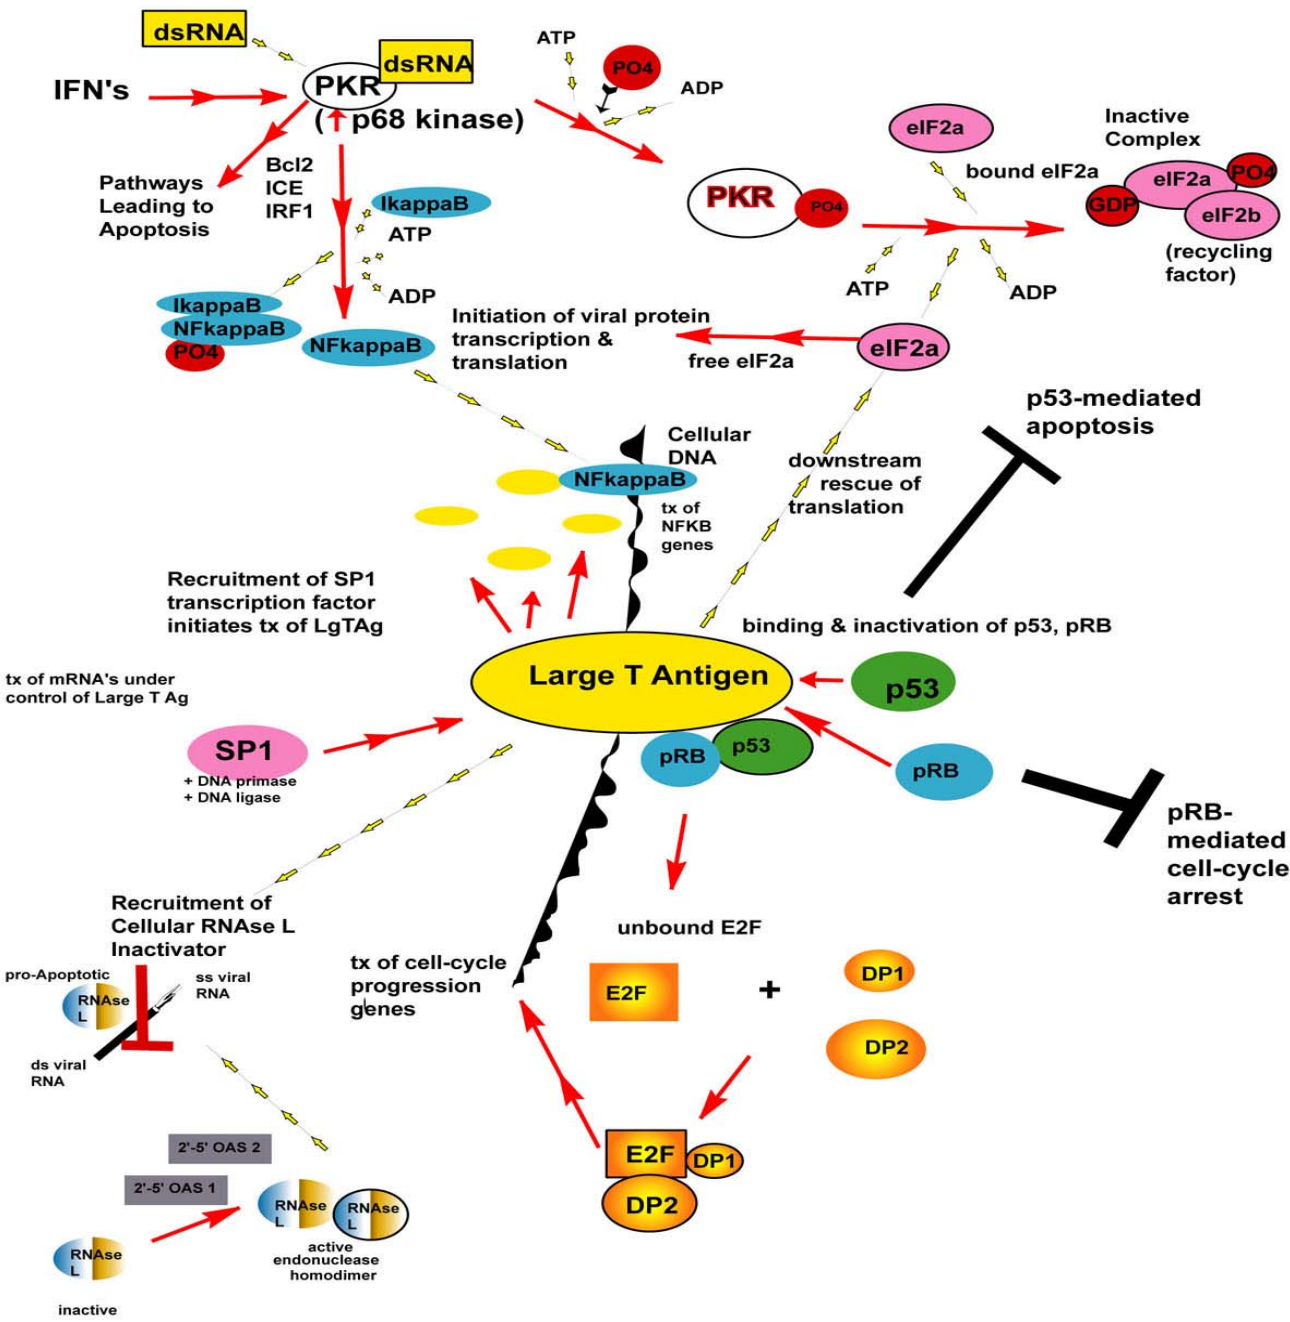 dsRNA
dsRNA
IFN's
PKR
( p68 kinase)
ATP
PO4
ADP
Pathways
Leading to
Apoptosis
Bcl2
ICE
IRF1
IkappaB
ATP
ADP
IkappaB
NFkappaB
PO4
NFkappaB
PKR
PO4
eIF2a
bound eIF2a
Inactive
Complex
eIF2a
PO4
GDP
eIF2b
(recycling
factor)
ATP
ADP
Initiation of viral protein
transcription &
translation
free eIF2a
eIF2a
p53-mediated
apoptosis
Cellular
DNA
NFkappaB
tx of
NFKB
genes
downstream
rescue of
translation
Recruitment of SP1
transcription factor
initiates tx of LgTAg
binding & inactivation of p53, pRB
Large T Antigen
p53
tx of mRNA's under
control of Large T Ag
SP1
+ DNA primase
+ DNA ligase
pRB
p53
pRB
pRB-
mediated
cell-cycle
arrest
Recruitment of
Cellular RNAse L
Inactivator
pro-Apoptotic
RNAse
L
ss viral
RNA
ds viral
RNA
unbound E2F
tx of cell-cycle
progression
genes
E2F
+
DP1
DP2
2'-5' OAS 2
2'-5' OAS 1
E2F
DP1
DP2
RNAse
L
RNAse
L
active
endonuclease
homodimer
RNAse
L
inactive